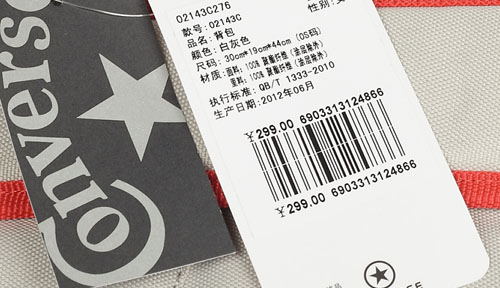 Converse
02143C276
款号: 02143C
性别:
品名: 背包
颜色: 白灰色
尺码: 30cm*19cm*44cm (OS码)
材质: 面料: 100% 聚酯纤维 (涂层除外)
里料: 100% 聚酯纤维 (涂层除外)
执行标准: QB/T 1333-2010
生产日期: 2012年06月
¥299.00 6903313124866
¥299.00 6903313124866